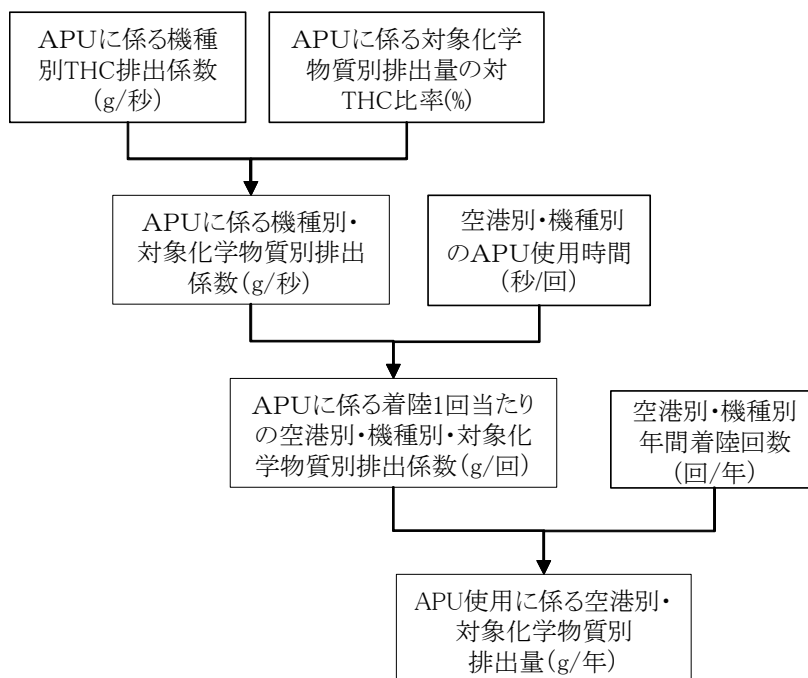 APUに係る機種
別THC排出係数
(g/秒)
APUに係る対象化学
物質別排出量の対
THC比率(%)
APUに係る機種別・
対象化学物質別排出
係数(g/秒)
空港別・機種別
のAPU使用時間
(秒/回)
APUに係る着陸1回当たり
の空港別・機種別・対象化
学物質別排出係数(g/回)
空港別・機種別
年間着陸回数
(回/年)
APU使用に係る空港別・
対象化学物質別
排出量(g/年)